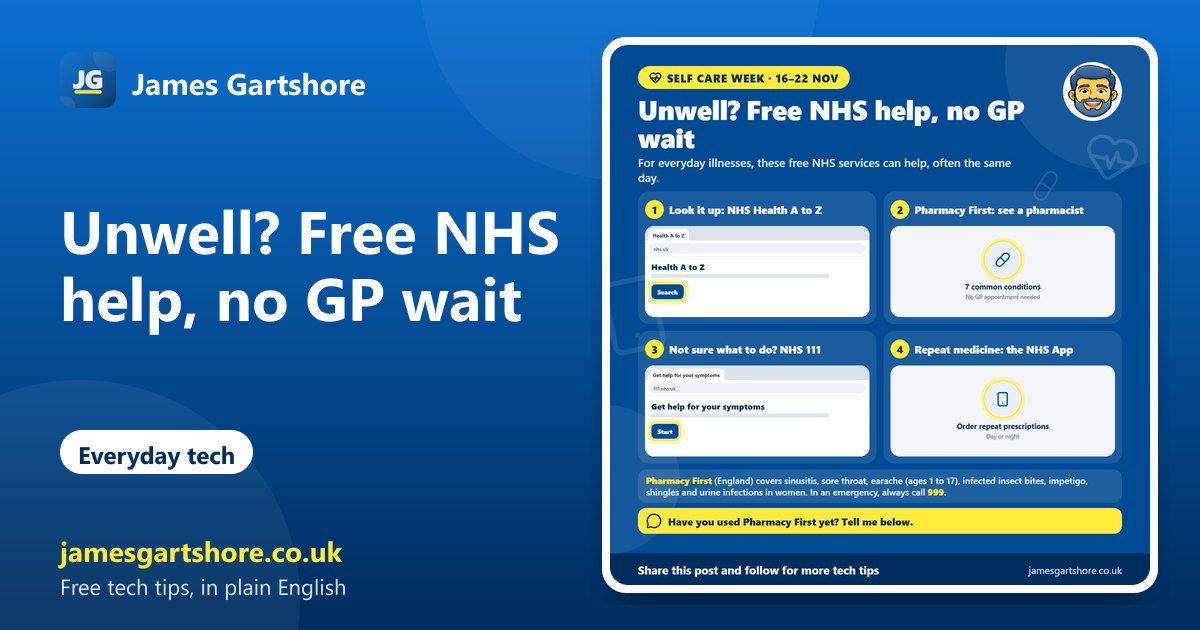 JG
James Gartshore
Unwell? Free NHS
help, no GP wait
Everyday tech
jamesgartshore.co.uk
Free tech tips, in plain English
SELF CARE WEEK · 16–22 NOV
Unwell? Free NHS help, no GP
wait
For everyday illnesses, these free NHS services can help, often the same
day.
1 Look it up: NHS Health A to Z
Health A to Z
nhs.uk
Health A to Z
Search
2 Pharmacy First: see a pharmacist
7 common conditions
No GP appointment needed
3 Not sure what to do? NHS 111
Get help for your symptoms
111.nhs.uk
Get help for your symptoms
Start
4 Repeat medicine: the NHS App
Order repeat prescriptions
Day or night
Pharmacy First (England) covers sinusitis, sore throat, earache (ages 1 to 17), infected insect bites, impetigo,
shingles and urine infections in women. In an emergency, always call 999.
Have you used Pharmacy First yet? Tell me below.
Share this post and follow for more tech tips
jamesgartshore.co.uk